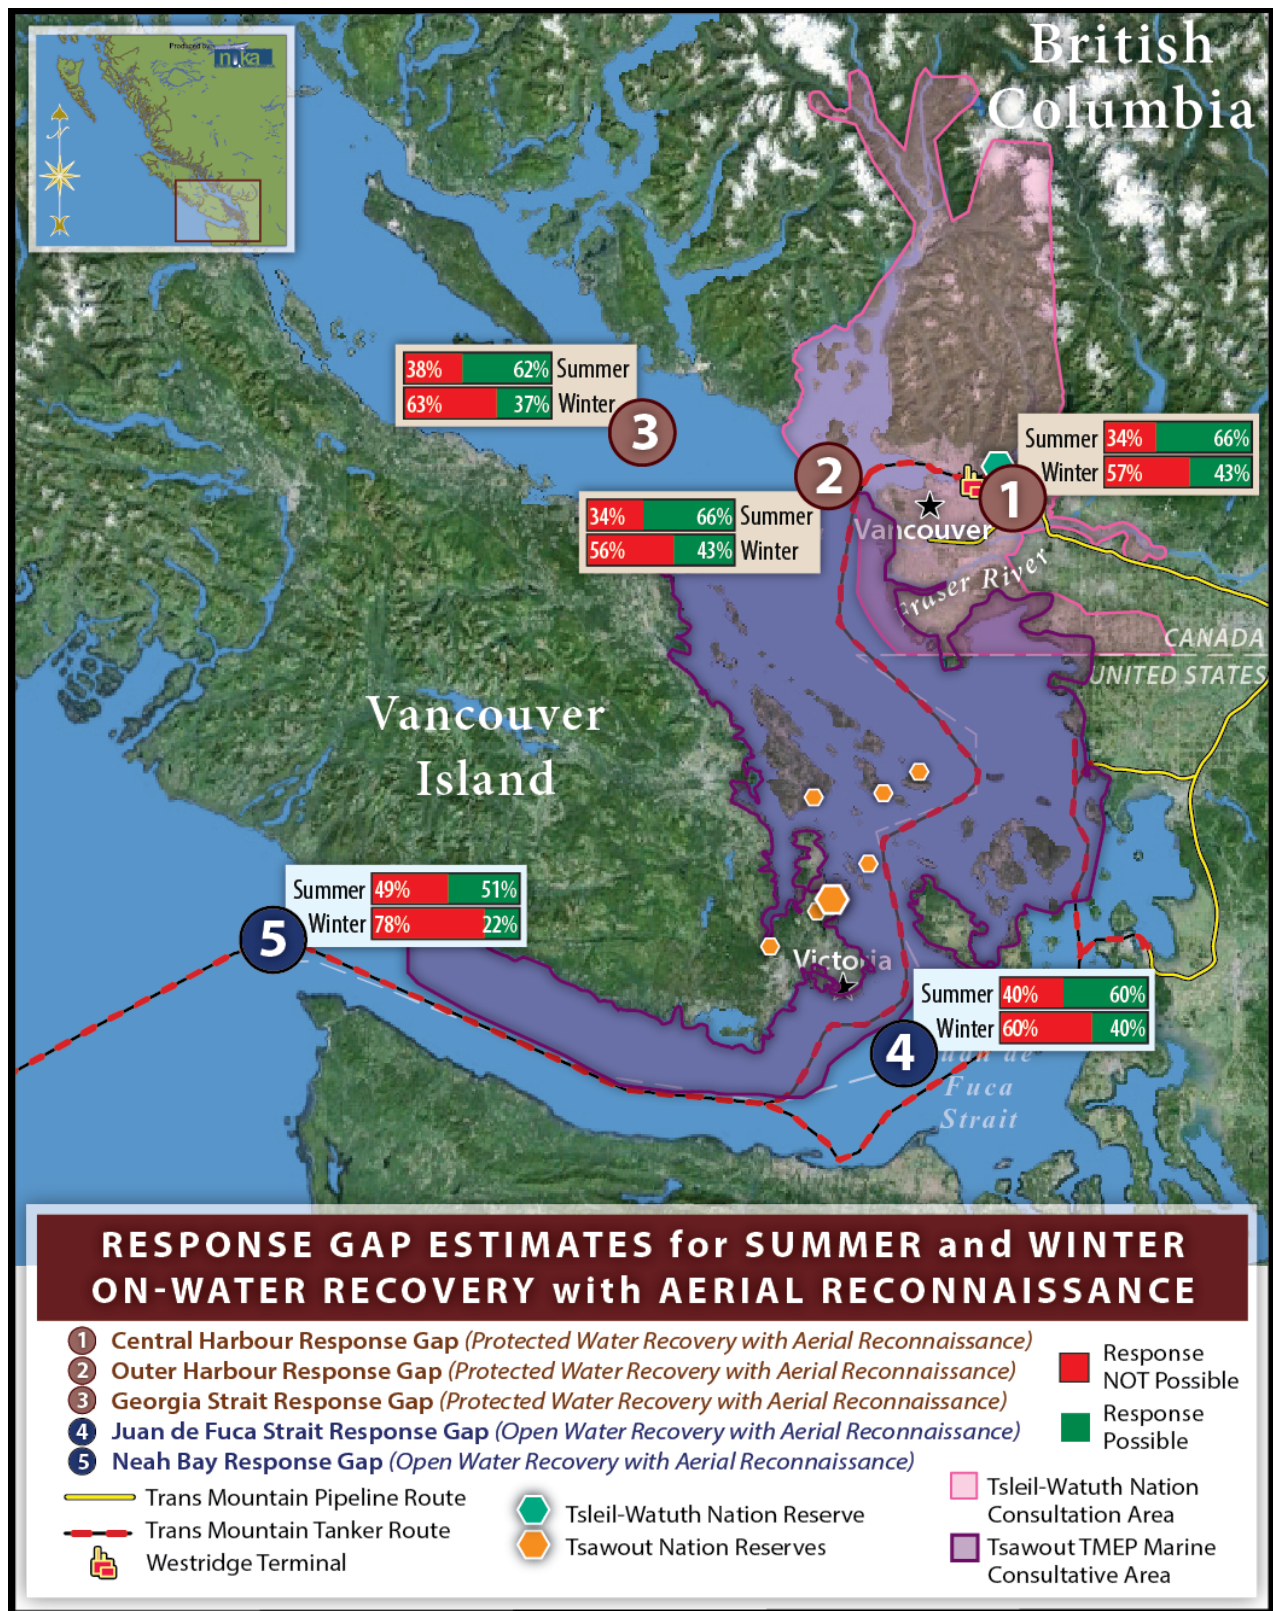 Produced by
nuka
N
British
Columbia
38% 62% Summer
63% 37% Winter
3
2
Summer 34% 66%
Winter 57% 43%
1
34% 66% Summer
56% 43% Winter
Vancouver
Fraser River
CANADA
UNITED STATES
Vancouver
Island
Summer 49% 51%
Winter 78% 22%
5
Victoria
Summer 40% 60%
Winter 60% 40%
4
Juan de
Fuca
Strait
RESPONSE GAP ESTIMATES for SUMMER and WINTER
ON-WATER RECOVERY with AERIAL RECONNAISSANCE
1 Central Harbour Response Gap (Protected Water Recovery with Aerial Reconnaissance)
2 Outer Harbour Response Gap (Protected Water Recovery with Aerial Reconnaissance)
3 Georgia Strait Response Gap (Protected Water Recovery with Aerial Reconnaissance)
4 Juan de Fuca Strait Response Gap (Open Water Recovery with Aerial Reconnaissance)
5 Neah Bay Response Gap (Open Water Recovery with Aerial Reconnaissance)
Response
NOT Possible
Response
Possible
Trans Mountain Pipeline Route
Trans Mountain Tanker Route
Westridge Terminal
Tsleil-Watuth Nation Reserve
Tsawout Nation Reserves
Tsleil-Watuth Nation
Consultation Area
Tsawout TMEP Marine
Consultative Area